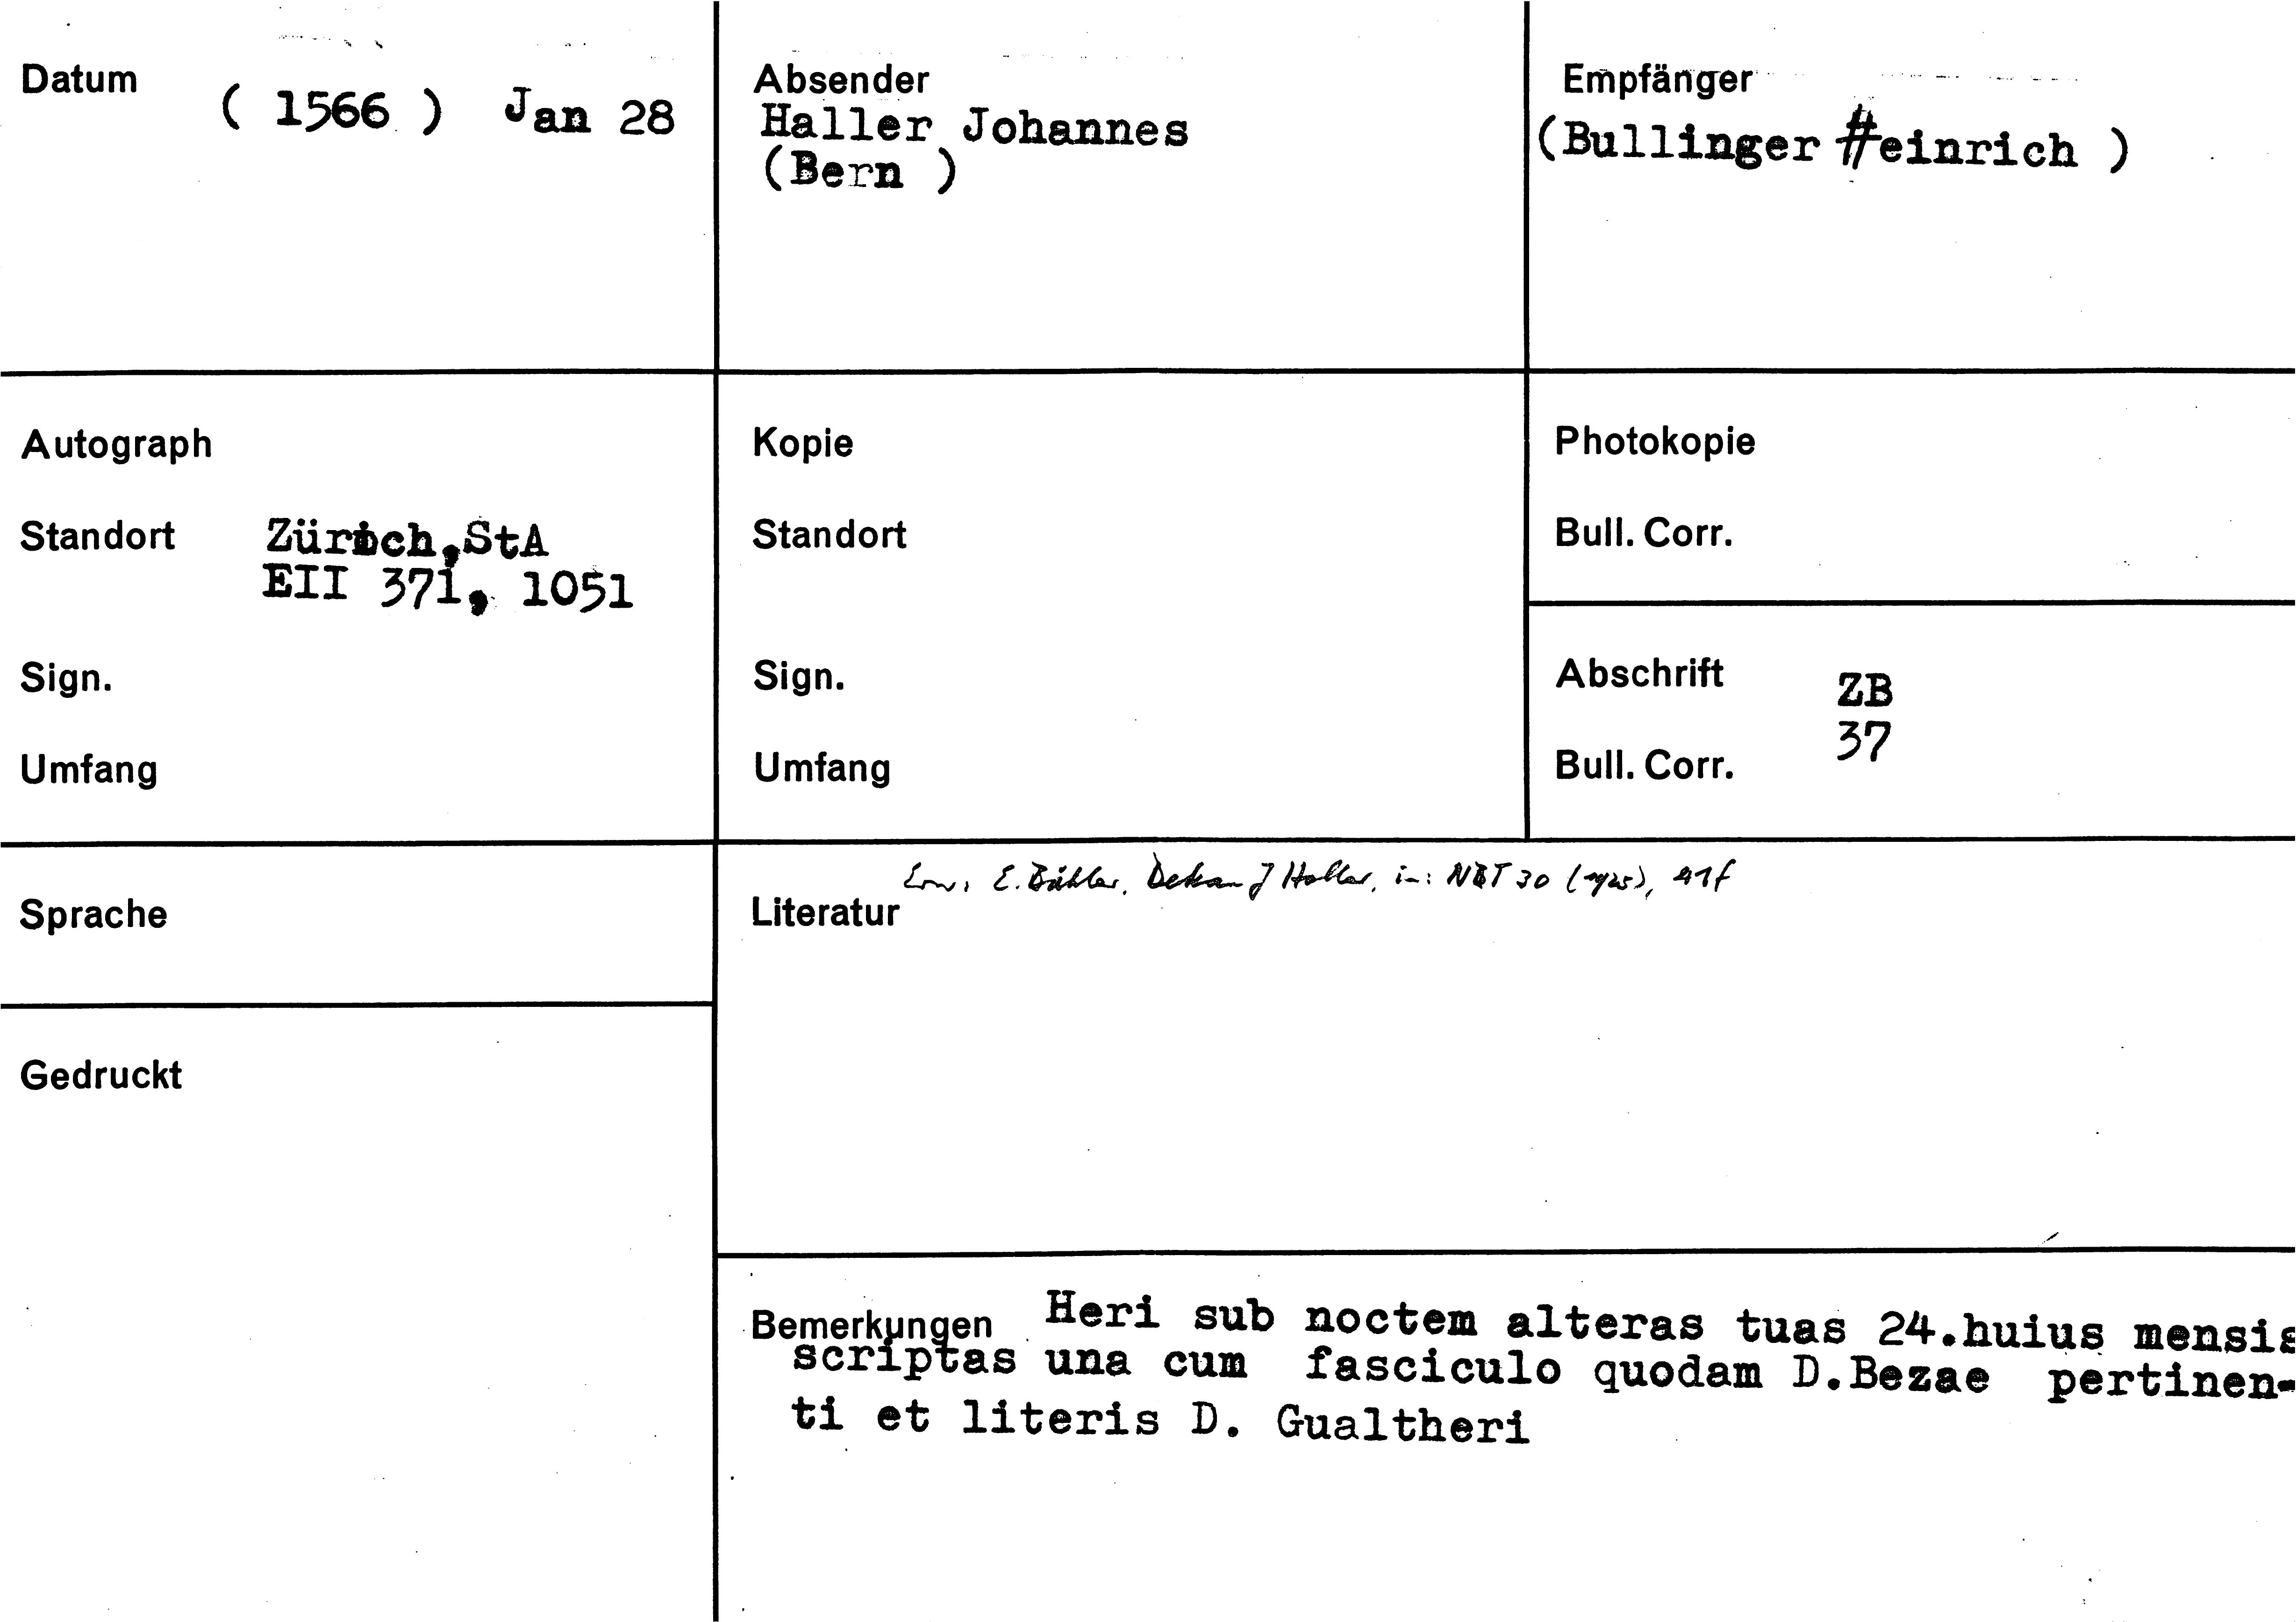 Datum ( 1566 ) Jan 28
Absender
Haller Johannes
(Bern )
Empfänger
(Bullinger Heinrich )
Autograph
Standort Zürich,StA
EII 371, 1051
Sign.
Umfang
Kopie
Standort
Sign.
Umfang
Photokopie
Bull. Corr.
Abschrift ZB
37
Bull. Corr.
Sprache
Gedruckt
E. Bühler, Dekan J Haller, in: NBT 30 (1925), 41f
Literatur
Bemerkungen Heri sub noctem alteras tuas 24.huius mensis
scriptas una cum fasciculo quodam D.Bezae pertinen-
ti et literis D. Gualtheri